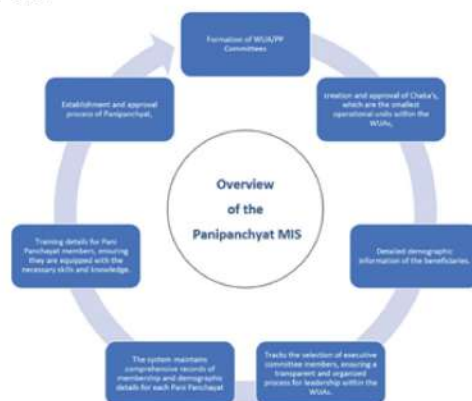 Formation of WUA/PP
Committees
creation and approval of Chaka's,
which are the smallest
operational units within the
WUAs,
Detailed demographic
information of the beneficiaries.
Tracks the selection of executive
committee members, ensuring a
transparent and organized
process for leadership within the
WUAs.
The system maintains
comprehensive records of
membership and demographic
details for each Pani Panchayat
Training details for Pani
Panchayat members, ensuring
they are equipped with the
necessary skills and knowledge.
Establishment and approval
process of Panipanchyat,
Overview
of the
Panipanchyat MIS